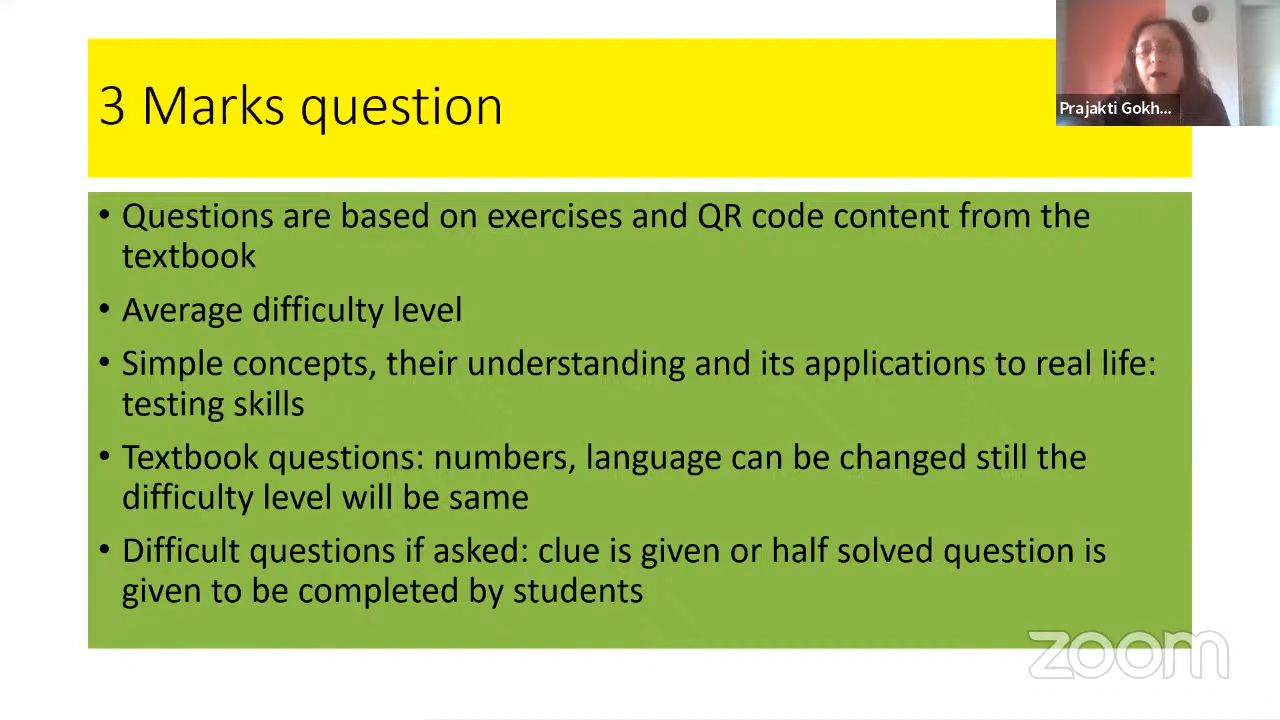 3 Marks question
Prajakti Gokh...
• Questions are based on exercises and QR code content from the
textbook
• Average difficulty level
• Simple concepts, their understanding and its applications to real life:
testing skills
• Textbook questions: numbers, language can be changed still the
difficulty level will be same
• Difficult questions if asked: clue is given or half solved question is
given to be completed by students
zoom